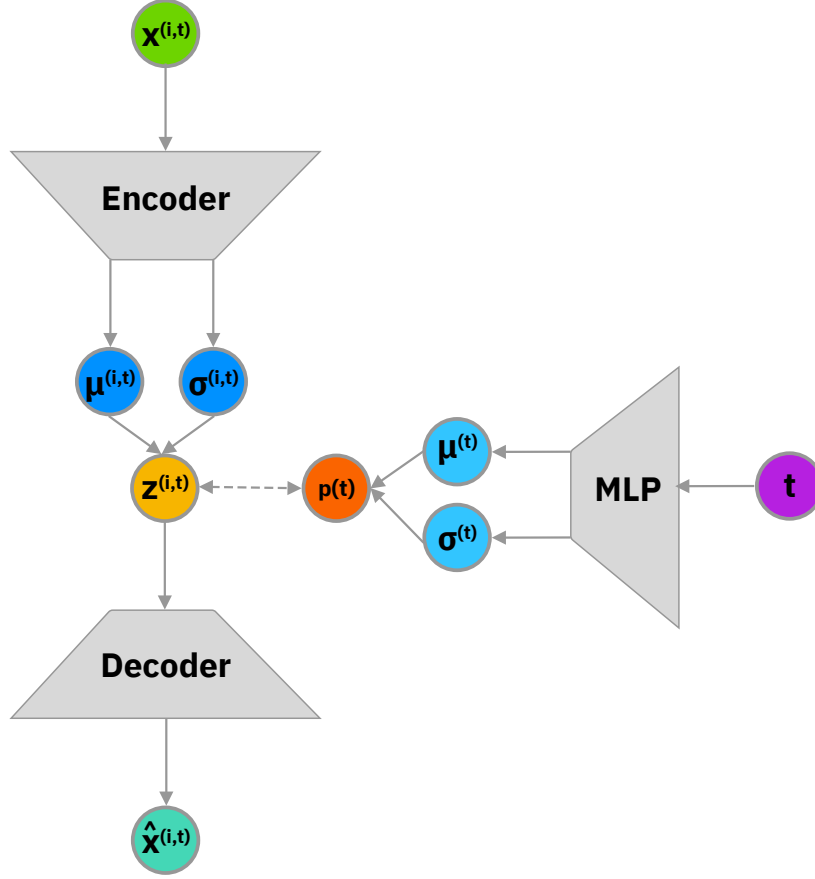 x(i,t)
Encoder
μ(i,t) σ(i,t)
z(i,t) p(t) μ(t) σ(t) MLP t
Decoder
x̂(i,t)